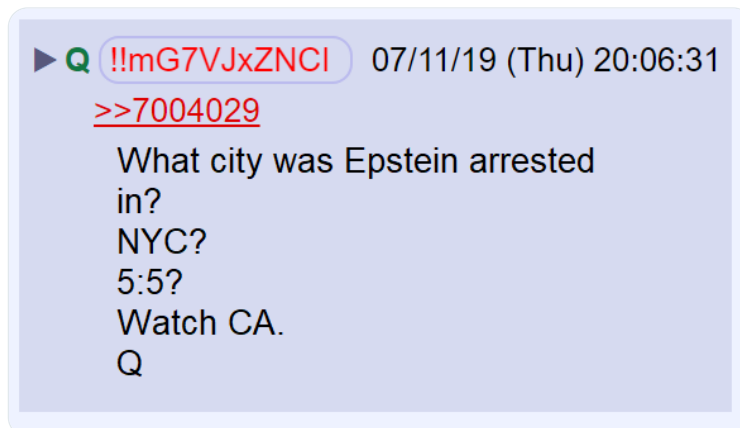 ▶ Q !!mG7VJxZNCI 07/11/19 (Thu) 20:06:31
>>7004029
What city was Epstein arrested
in?
NYC?
5:5?
Watch CA.
Q